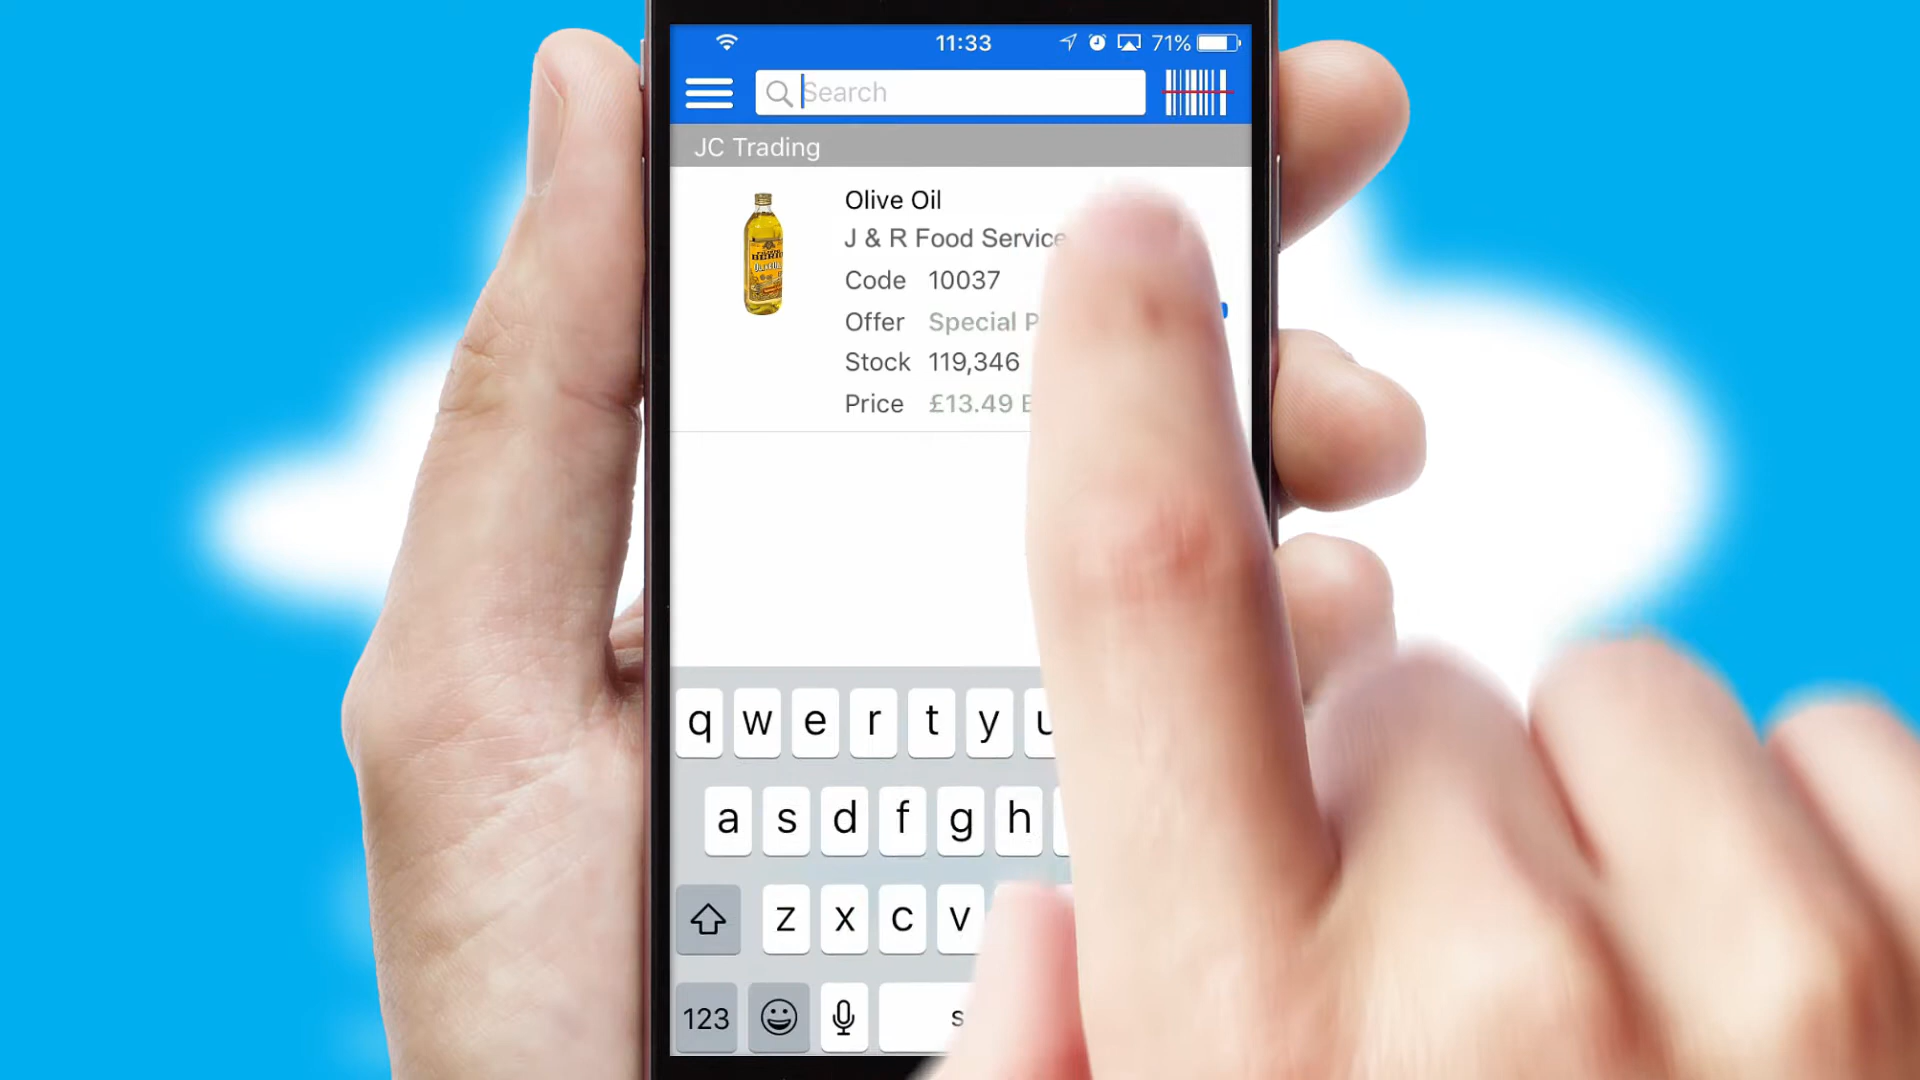 11:33 71%
Search
JC Trading
Olive Oil
J & R Food Service
Code 10037
Offer Special
Stock 119,346
Price £13.49
q w e r t y u
a s d f g h
z x c v
123 s